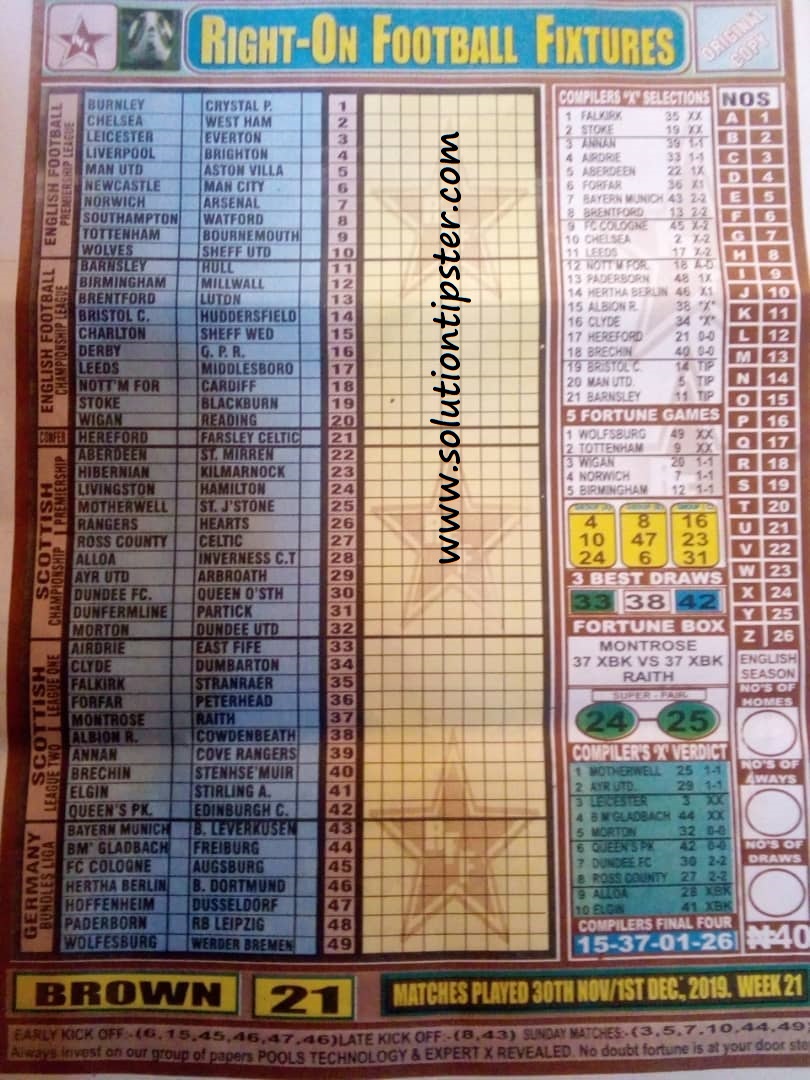 RIGHT-ON FOOTBALL FIXTURES
ORIGINAL COPY
ENGLISH FOOTBALL
PREMIERSHIP LEAGUE
BURNLEY CRYSTAL P. 1
CHELSEA WEST HAM 2
LEICESTER EVERTON 3
LIVERPOOL BRIGHTON 4
MAN UTD ASTON VILLA 5
NEWCASTLE MAN CITY 6
NORWICH ARSENAL 7
SOUTHAMPTON WATFORD 8
TOTTENHAM BOURNEMOUTH 9
WOLVES SHEFF UTD 10
ENGLISH FOOTBALL
CHAMPIONSHIP LEAGUE
BARNSLEY HULL 11
BIRMINGHAM MILLWALL 12
BRENTFORD LUTDN 13
BRISTOL C. HUDDERSFIELD 14
CHARLTON SHEFF WED 15
DERBY Q. P. R. 16
LEEDS MIDDLESBORO 17
NOTT'M FOR CARDIFF 18
STOKE BLACKBURN 19
WIGAN READING 20
CONFER
HEREFORD FARSLEY CELTIC 21
SCOTTISH
PREMIERSHIP
ABERDEEN ST. MIRREN 22
HIBERNIAN KILMARNOCK 23
LIVINGSTON HAMILTON 24
MOTHERWELL ST. J'STONE 25
RANGERS HEARTS 26
ROSS COUNTY CELTIC 27
CHAMPIONSHIP
ALLOA INVERNESS C.T 28
AYR UTD ARBROATH 29
DUNDEE FC. QUEEN O'STH 30
DUNFERMLINE PARTICK 31
MORTON DUNDEE UTD 32
SCOTTISH
LEAGUE ONE
AIRDRIE EAST FIFE 33
CLYDE DUMBARTON 34
FALKIRK STRANRAER 35
FORFAR PETERHEAD 36
MONTROSE RAITH 37
LEAGUE TWO
ALBION R. COWDENBEATH 38
ANNAN COVE RANGERS 39
BRECHIN STENHSE'MUIR 40
ELGIN STIRLING A. 41
QUEEN'S PK. EDINBURGH C. 42
GERMANY
BUNDLES LIGA
BAYERN MUNICH B. LEVERKUSEN 43
BM' GLADBACH FREIBURG 44
FC COLOGNE AUGSBURG 45
HERTHA BERLIN B. DORTMUND 46
HOFFENHEIM DUSSELDORF 47
PADERBORN RB LEIPZIG 48
WOLFESBURG WERDER BREMEN 49
www.solutiontipster.com
COMPILERS "X" SELECTIONS
1 FALKIRK 35 XX
2 STOKE 19 XX
3 ANNAN 39 1-1
4 AIRDRIE 33 1-1
5 ABERDEEN 22 1X
6 FORFAR 36 X1
7 BAYERN MUNICH 43 2-2
8 BRENTFORD 13 2-2
9 FC COLOGNE 45 X-2
10 CHELSEA 2 X-2
11 LEEDS 17 X-2
12 NOTT M FOR. 18 A-D
13 PADERBORN 48 1X
14 HERTHA BERLIN 46 X1
15 ALBION R. 38 "X"
16 CLYDE 34 "X"
17 HEREFORD 21 0-0
18 BRECHIN 40 0-0
19 BRISTOL C. 14 TIP
20 MAN UTD. 5 TIP
21 BARNSLEY 11 TIP
5 FORTUNE GAMES
1 WOLFSBURG 49 XX
2 TOTTENHAM 9 XX
3 WIGAN 20 1-1
4 NORWICH 7 1-1
5 BIRMINGHAM 12 1-1
4 8 16
10 47 23
24 6 31
3 BEST DRAWS
33 38 42
FORTUNE BOX
MONTROSE
37 XBK VS 37 XBK
RAITH
SUPER - PAIR
24 25
COMPILER'S 'X' VERDICT
1 MOTHERWELL 25 1-1
2 AYR UTD. 29 1-1
3 LEICESTER 3 XX
4 B M'GLADBACH 44 XX
5 MORTON 32 0-0
6 QUEEN'S PK 42 0-0
7 DUNDEE.FC 30 2-2
8 ROSS COUNTY 27 2-2
9 ALLOA 28 XBK
10 ELGIN 41 XBK
COMPILERS FINAL FOUR
15-37-01-26
NOS
A 1
B 2
C 3
D 4
E 5
F 6
G 7
H 8
I 9
J 10
K 11
L 12
M 13
N 14
O 15
P 16
Q 17
R 18
S 19
T 20
U 21
V 22
W 23
X 24
Y 25
Z 26
ENGLISH
SEASON
NO'S OF
HOMES
NO'S OF
AWAYS
NO'S OF
DRAWS
₦40
BROWN 21 MATCHES PLAYED 30TH NOV/1ST DEC., 2019. WEEK 21
EARLY KICK OFF:-(6,15,45,46,47,46) LATE KICK OFF:-(8,43) SUNDAY MATCHES:-(3,5,7,10,44,49)
Always invest on our group of papers POOLS TECHNOLOGY & EXPERT X REVEALED. No doubt fortune is at your door ste